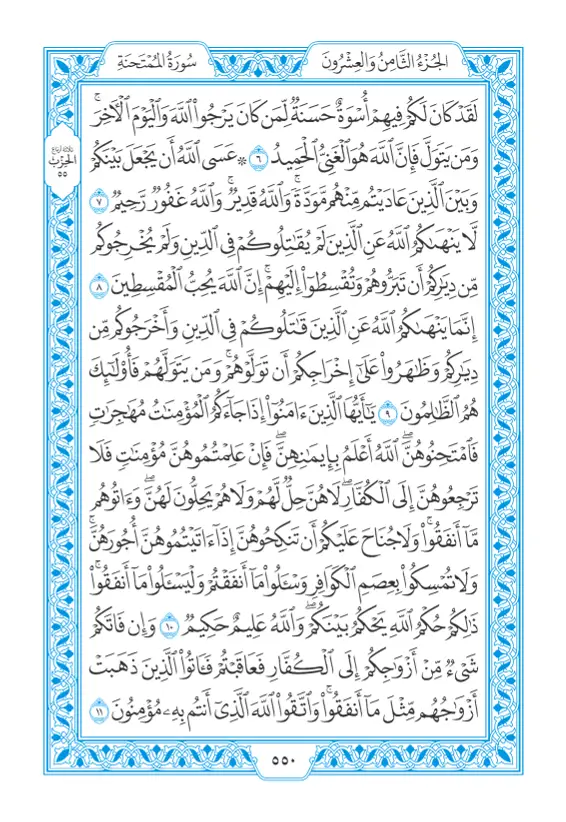 الجُزْءُ الثَّامِنُ وَالعِشْرُونَ
سُورَةُ المُمْتَحنَةِ
لَقَدْ كَانَ لَكُمْ فِيهِمْ أُسْوَةٌ حَسَنَةٌ لِّمَن كَانَ يَرْجُوا۟ ٱللَّهَ وَٱلْيَوْمَ ٱلْأَخِرَۚ
وَمَن يَتَوَلَّ فَإِنَّ ٱللَّهَ هُوَ ٱلْغَنِىُّ ٱلْحَمِيدُ ٦ ۞ عَسَى ٱللَّهُ أَن يَجْعَلَ بَيْنَكُمْ
وَبَيْنَ ٱلَّذِينَ عَادَيْتُم مِّنْهُم مَّوَدَّةًۚ وَٱللَّهُ قَدِيرٌۚ وَٱللَّهُ غَفُورٌ رَّحِيمٌ ٧
لَّا يَنْهَىٰكُمُ ٱللَّهُ عَنِ ٱلَّذِينَ لَمْ يُقَٰتِلُوكُمْ فِى ٱلدِّينِ وَلَمْ يُخْرِجُوكُم
مِّن دِيَٰرِكُمْ أَن تَبَرُّوهُمْ وَتُقْسِطُوٓا۟ إِلَيْهِمْۚ إِنَّ ٱللَّهَ يُحِبُّ ٱلْمُقْسِطِينَ ٨
إِنَّمَا يَنْهَىٰكُمُ ٱللَّهُ عَنِ ٱلَّذِينَ قَٰتَلُوكُمْ فِى ٱلدِّينِ وَأَخْرَجُوكُم مِّن
دِيَٰرِكُمْ وَظَٰهَرُوا۟ عَلَىٰٓ إِخْرَاجِكُمْ أَن تَوَلَّوْهُمْۚ وَمَن يَتَوَلَّهُمْ فَأُو۟لَٰٓئِكَ
هُمُ ٱلظَّٰلِمُونَ ٩ يَٰٓأَيُّهَا ٱلَّذِينَ ءَامَنُوٓا۟ إِذَا جَآءَكُمُ ٱلْمُؤْمِنَٰتُ مُهَٰجِرَٰتٍ
فَٱمْتَحِنُوهُنَّۖ ٱللَّهُ أَعْلَمُ بِإِيمَٰنِهِنَّۖ فَإِنْ عَلِمْتُمُوهُنَّ مُؤْمِنَٰتٍ فَلَا
تَرْجِعُوهُنَّ إِلَى ٱلْكُفَّارِۖ لَا هُنَّ حِلٌّ لَّهُمْ وَلَا هُمْ يَحِلُّونَ لَهُنَّۖ وَءَاتُوهُم
مَّآ أَنفَقُوا۟ۚ وَلَا جُنَاحَ عَلَيْكُمْ أَن تَنكِحُوهُنَّ إِذَآ ءَاتَيْتُمُوهُنَّ أُجُورَهُنَّۚ
وَلَا تُمْسِكُوا۟ بِعِصَمِ ٱلْكَوَافِرِ وَسْـَٔلُوا۟ مَآ أَنفَقْتُمْ وَلْيَسْـَٔلُوا۟ مَآ أَنفَقُوا۟ۚ
ذَٰلِكُمْ حُكْمُ ٱللَّهِ يَحْكُمُ بَيْنَكُمْۖ وَٱللَّهُ عَلِيمٌ حَكِيمٌ ١٠ وَإِن فَاتَكُمْ
شَىْءٌ مِّنْ أَزْوَٰجِكُمْ إِلَى ٱلْكُفَّارِ فَعَاقَبْتُمْ فَـَٔاتُوا۟ ٱلَّذِينَ ذَهَبَتْ
أَزْوَٰجُهُم مِّثْلَ مَآ أَنفَقُوا۟ۚ وَٱتَّقُوا۟ ٱللَّهَ ٱلَّذِىٓ أَنتُم بِهِۦ مُؤْمِنُونَ ١١
ثلاثة أرباع
الحِزْب
٥٥
٥٥٠